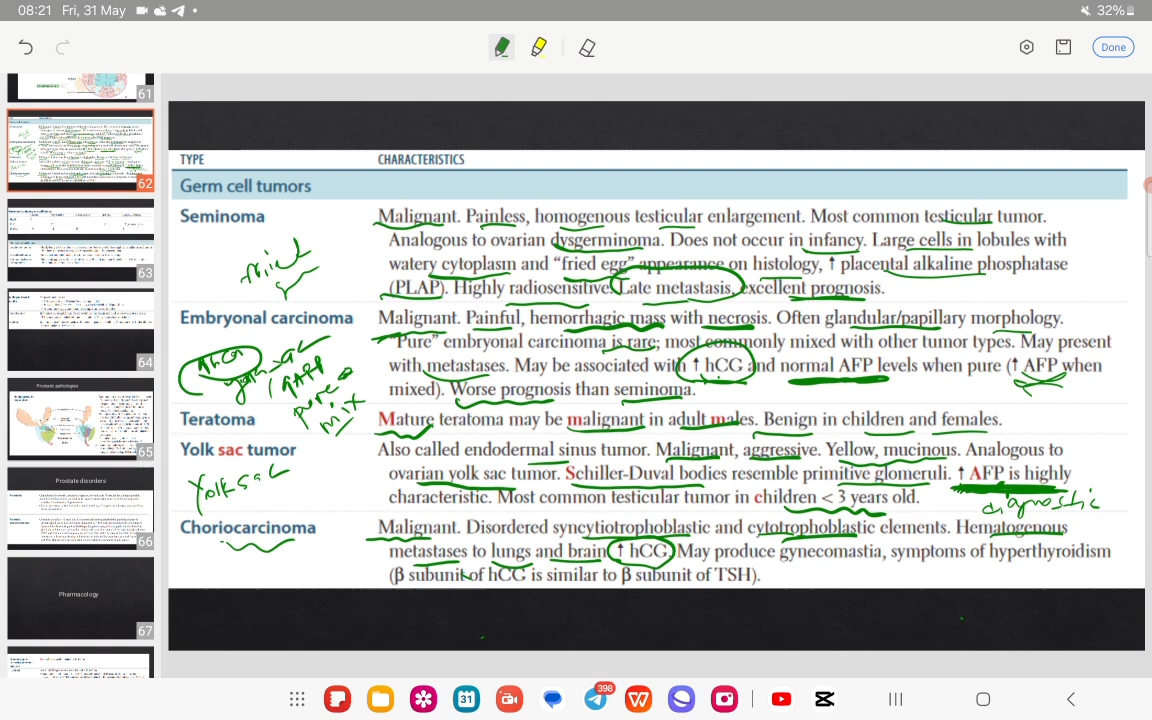 08:21 Fri, 31 May
32%
Done
61
62
63
64
Prostatic pathologies
65
Prostate disorders
66
Pharmacology
67
TYPE CHARACTERISTICS
Germ cell tumors
Seminoma Malignant. Painless, homogenous testicular enlargement. Most common testicular tumor.
Analogous to ovarian dysgerminoma. Does not occur in infancy. Large cells in lobules with
watery cytoplasm and “fried egg” appearance on histology, ↑ placental alkaline phosphatase
(PLAP). Highly radiosensitive. Late metastasis, excellent prognosis.
Embryonal carcinoma Malignant. Painful, hemorrhagic mass with necrosis. Often glandular/papillary morphology.
“Pure” embryonal carcinoma is rare; most commonly mixed with other tumor types. May present
with metastases. May be associated with ↑ hCG and normal AFP levels when pure (↑ AFP when
mixed). Worse prognosis than seminoma.
pure
mix
Teratoma Mature teratoma may be malignant in adult males. Benign in children and females.
Yolk sac tumor Also called endodermal sinus tumor. Malignant, aggressive. Yellow, mucinous. Analogous to
ovarian yolk sac tumor. Schiller-Duval bodies resemble primitive glomeruli. ↑ AFP is highly
characteristic. Most common testicular tumor in children < 3 years old.
Yolk sac
diagnostic
Choriocarcinoma Malignant. Disordered syncytiotrophoblastic and cytotrophoblastic elements. Hematogenous
metastases to lungs and brain. ↑ hCG. May produce gynecomastia, symptoms of hyperthyroidism
(β subunit of hCG is similar to β subunit of TSH).
398
31